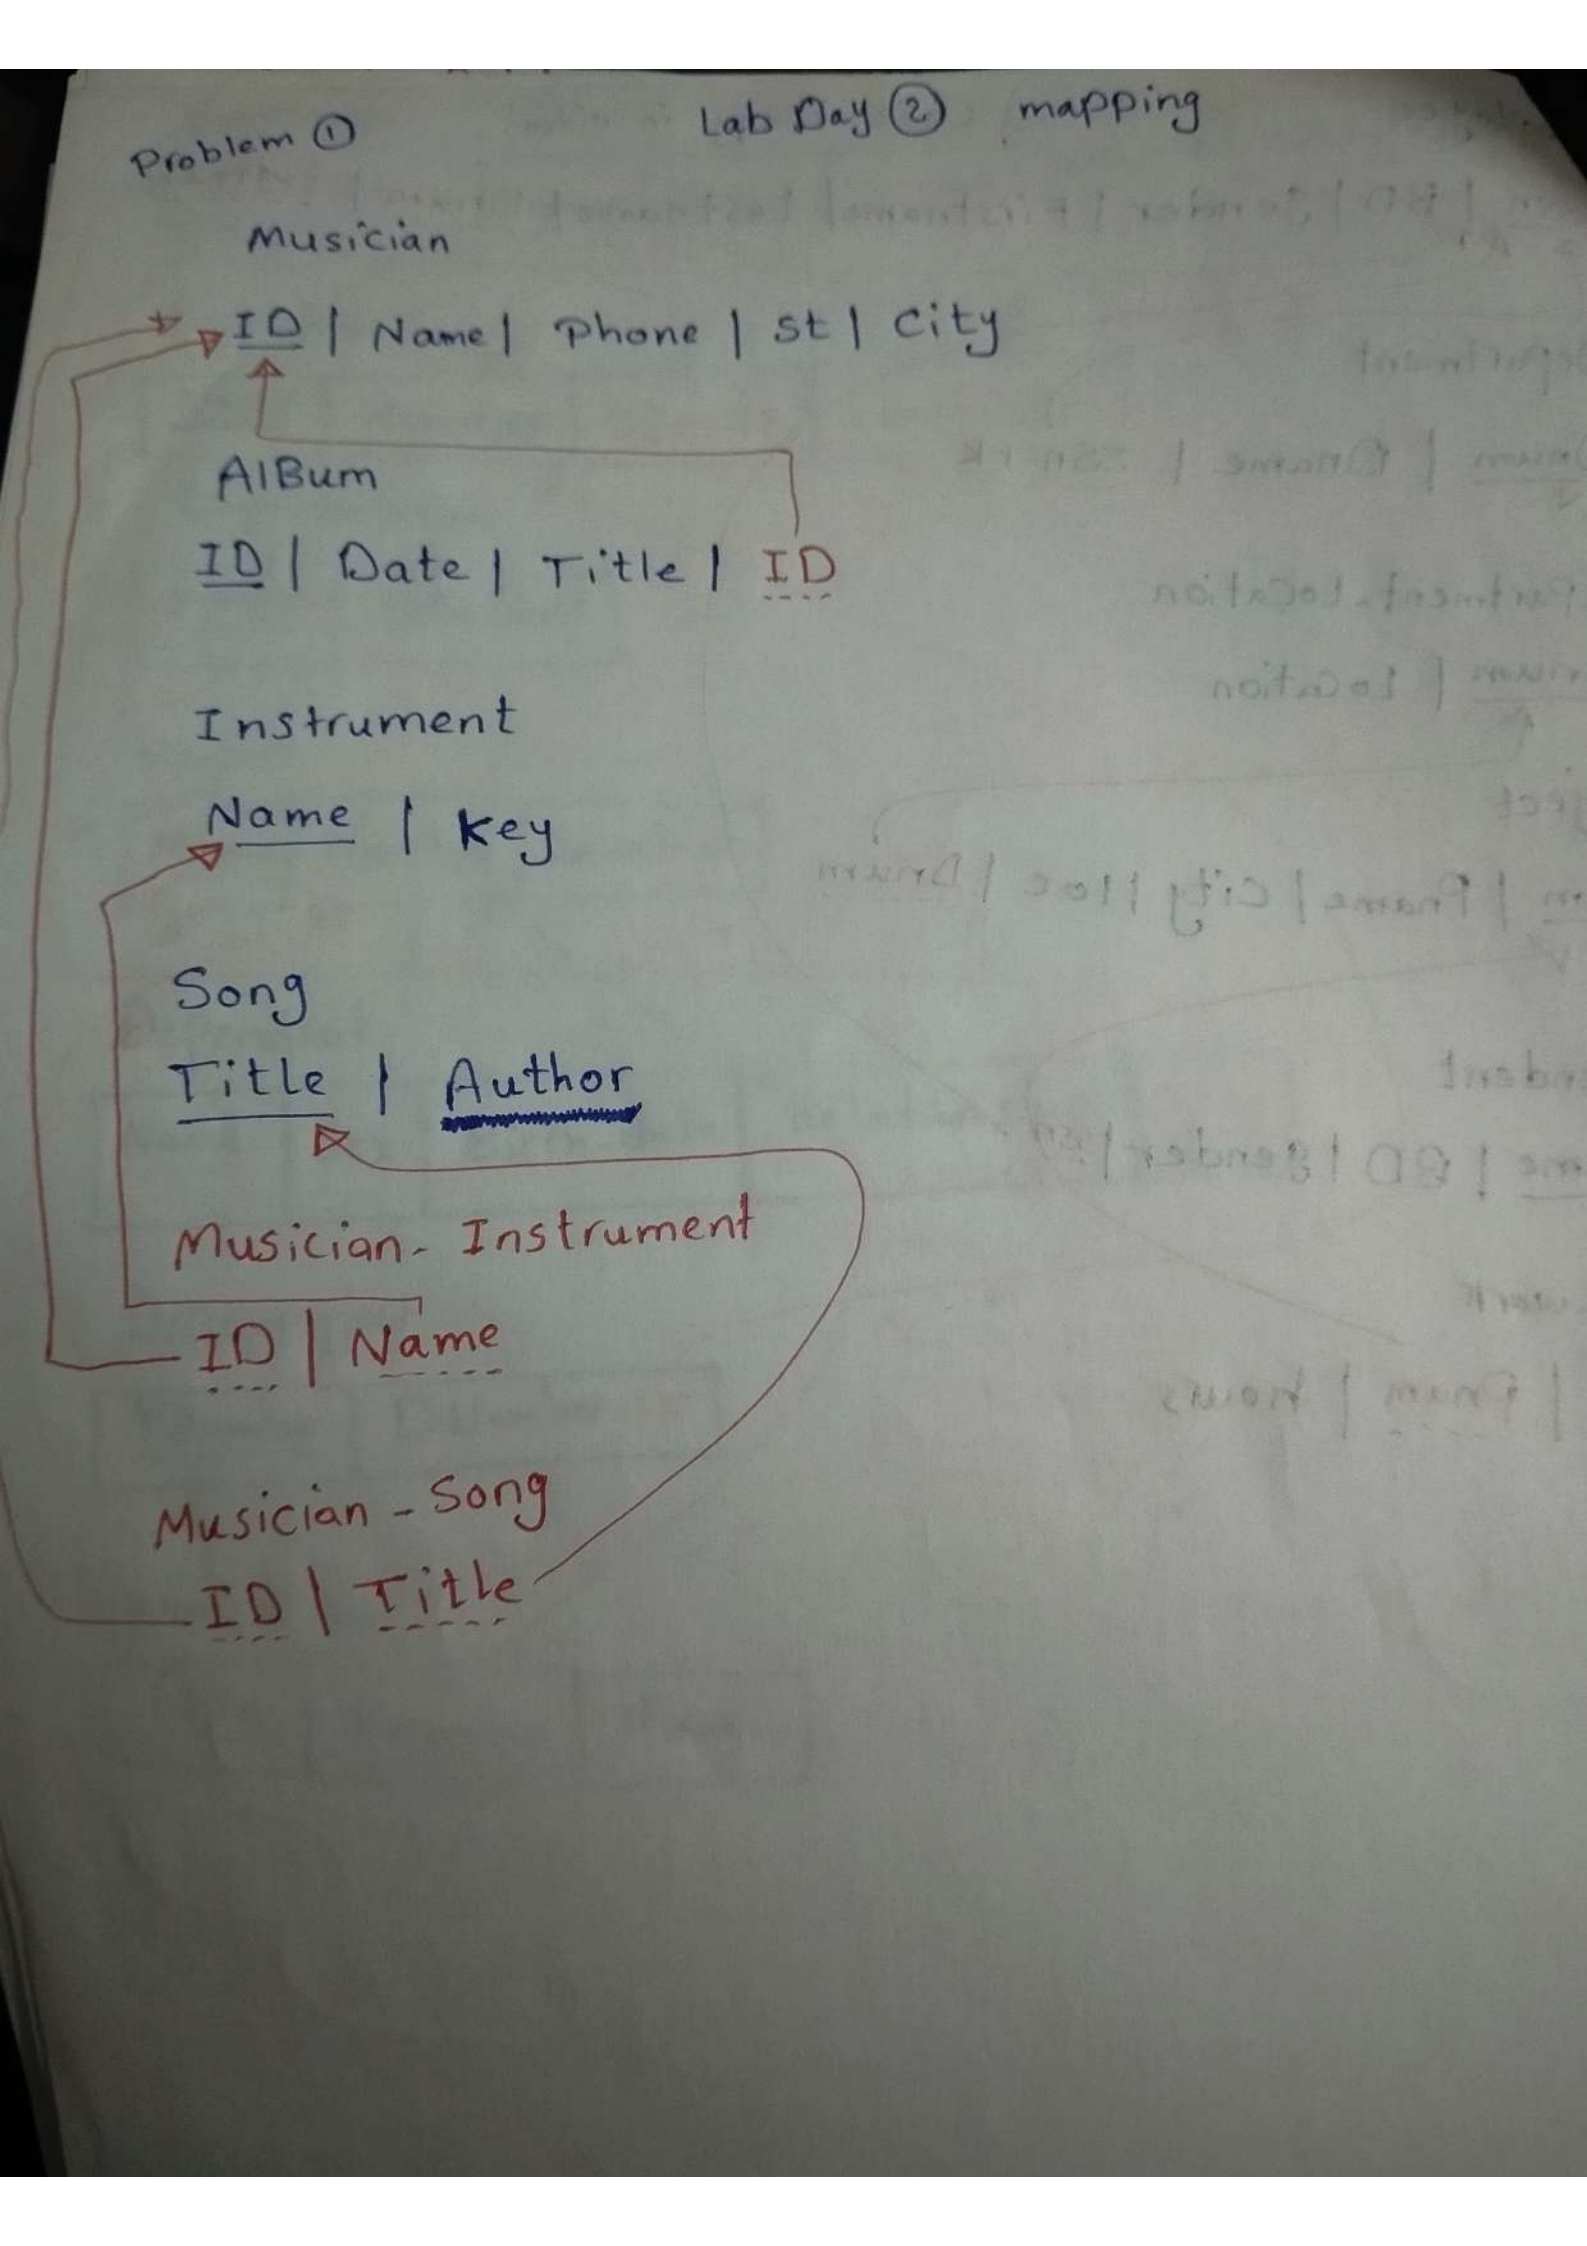 Problem ①
Lab Day ② mapping
Musician
ID | Name | Phone | St | City
AlBum
ID | Date | Title | ID
Instrument
Name | Key
Song
Title | Author
Musician - Instrument
ID | Name
Musician - Song
ID | Title